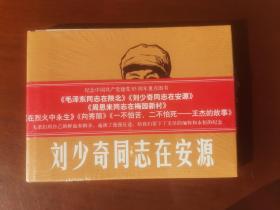 纪念中国共产党建党95周年重点图书
《毛泽东同志在陕北》《刘少奇同志在安源》
《周恩来同志在梅园新村》
《在烈火中永生》《向秀丽》《一不怕苦，二不怕死——王杰的故事》
刘少奇同志在安源